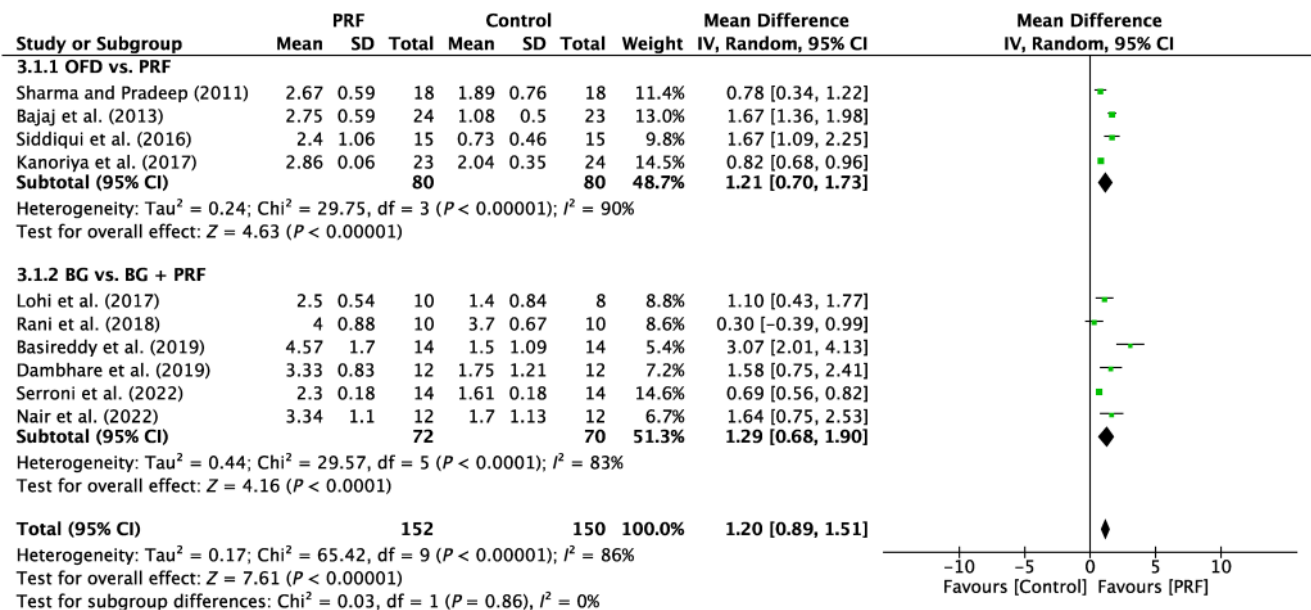 PRF Control Mean Difference Mean Difference
Study or Subgroup Mean SD Total Mean SD Total Weight IV, Random, 95% CI IV, Random, 95% CI
3.1.1 OFD vs. PRF
Sharma and Pradeep (2011) 2.67 0.59 18 1.89 0.76 18 11.4% 0.78 [0.34, 1.22]
Bajaj et al. (2013) 2.75 0.59 24 1.08 0.5 23 13.0% 1.67 [1.36, 1.98]
Siddiqui et al. (2016) 2.4 1.06 15 0.73 0.46 15 9.8% 1.67 [1.09, 2.25]
Kanoriya et al. (2017) 2.86 0.06 23 2.04 0.35 24 14.5% 0.82 [0.68, 0.96]
Subtotal (95% CI) 80 80 48.7% 1.21 [0.70, 1.73]
Heterogeneity: Tau² = 0.24; Chi² = 29.75, df = 3 (P < 0.00001); I² = 90%
Test for overall effect: Z = 4.63 (P < 0.00001)
3.1.2 BG vs. BG + PRF
Lohi et al. (2017) 2.5 0.54 10 1.4 0.84 8 8.8% 1.10 [0.43, 1.77]
Rani et al. (2018) 4 0.88 10 3.7 0.67 10 8.6% 0.30 [−0.39, 0.99]
Basireddy et al. (2019) 4.57 1.7 14 1.5 1.09 14 5.4% 3.07 [2.01, 4.13]
Dambhare et al. (2019) 3.33 0.83 12 1.75 1.21 12 7.2% 1.58 [0.75, 2.41]
Serroni et al. (2022) 2.3 0.18 14 1.61 0.18 14 14.6% 0.69 [0.56, 0.82]
Nair et al. (2022) 3.34 1.1 12 1.7 1.13 12 6.7% 1.64 [0.75, 2.53]
Subtotal (95% CI) 72 70 51.3% 1.29 [0.68, 1.90]
Heterogeneity: Tau² = 0.44; Chi² = 29.57, df = 5 (P < 0.0001); I² = 83%
Test for overall effect: Z = 4.16 (P < 0.0001)
Total (95% CI) 152 150 100.0% 1.20 [0.89, 1.51]
Heterogeneity: Tau² = 0.17; Chi² = 65.42, df = 9 (P < 0.00001); I² = 86%
Test for overall effect: Z = 7.61 (P < 0.00001)
Test for subgroup differences: Chi² = 0.03, df = 1 (P = 0.86), I² = 0%
−10 −5 0 5 10
Favours [Control] Favours [PRF]